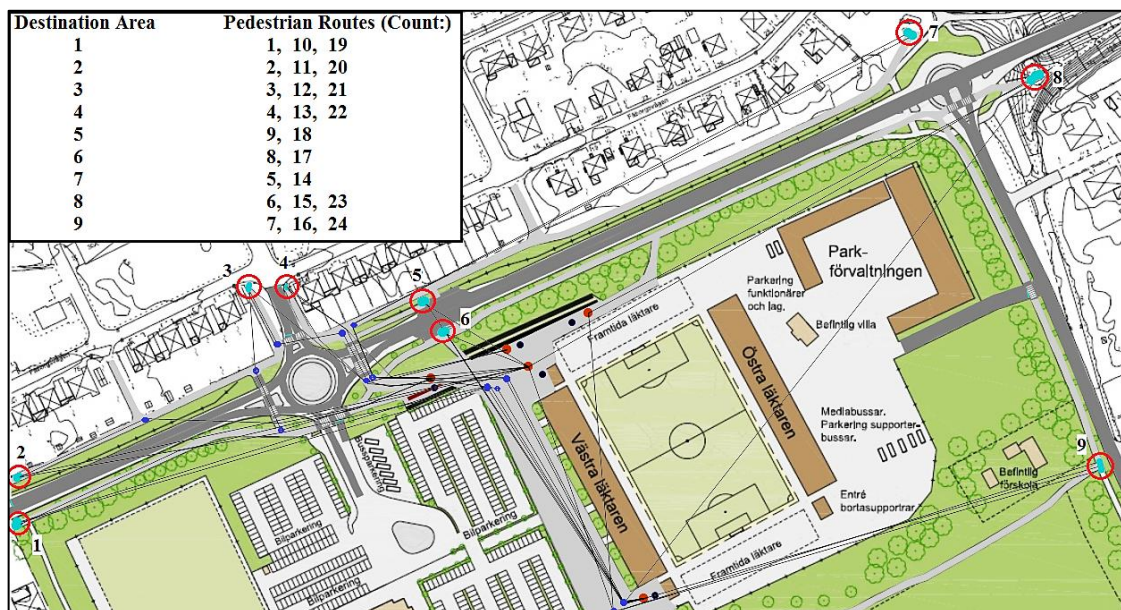 Destination Area Pedestrian Routes (Count:)
1 1, 10, 19
2 2, 11, 20
3 3, 12, 21
4 4, 13, 22
5 9, 18
6 8, 17
7 5, 14
8 6, 15, 23
9 7, 16, 24
7
8
3
4
5
6
Park-
förvaltningen
Parkering
funktionärer
och lag.
Befintlig villa
Framtida läktare
Östra läktaren
Västra läktaren
Mediabussar.
Parkering supporter-
bussar.
Befintlig
förskola
9
Entré
bortasupportrar
Framtida läktare
2
1
Bussparkering
Bilparkering
Bilparkering
Bilparkering